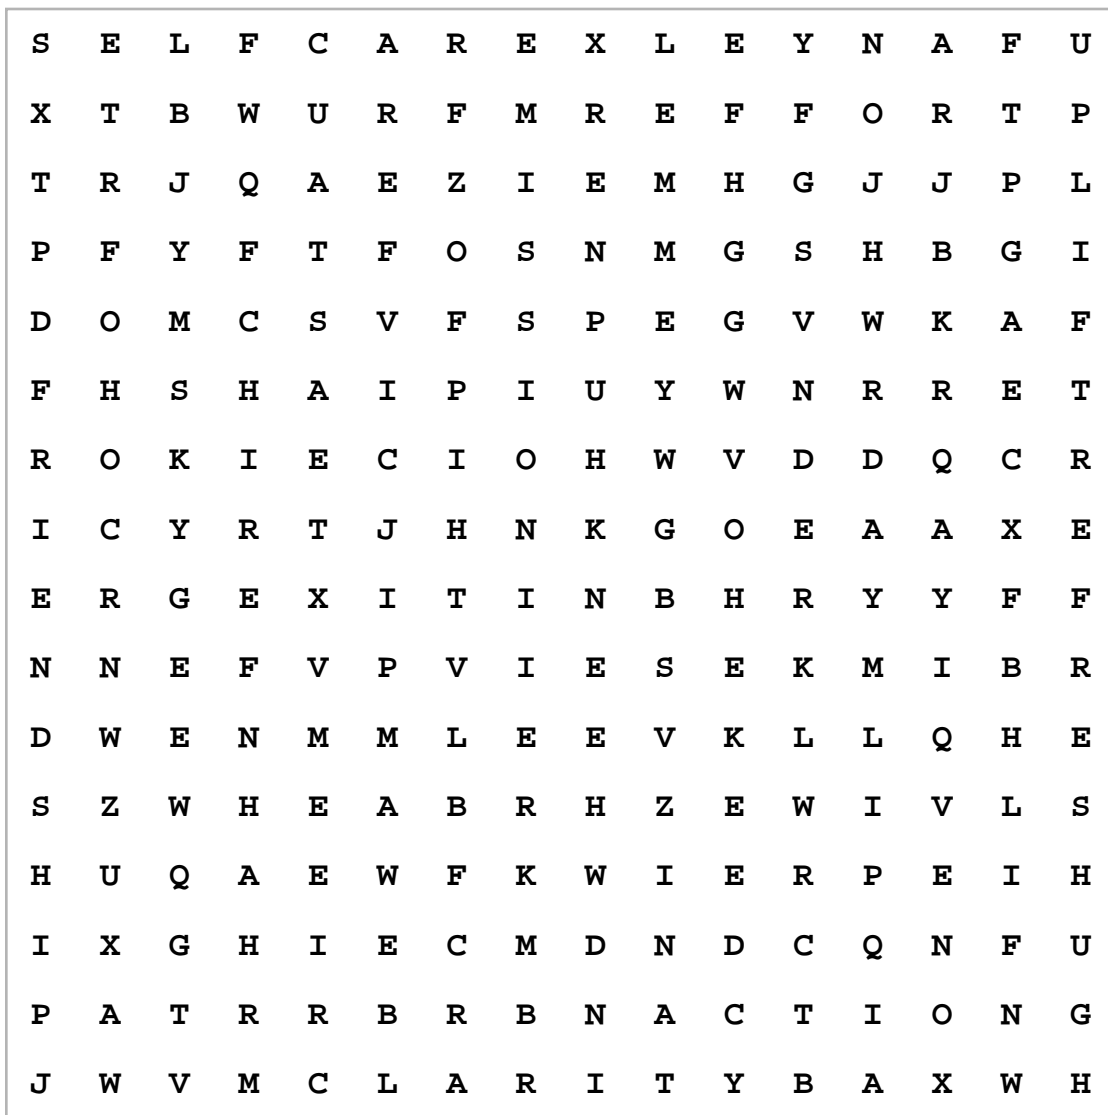 S E L F C A R E X L E Y N A F U
X T B W U R F M R E F F O R T P
T R J Q A E Z I E M H G J J P L
P F Y F T F O S N M G S H B G I
D O M C S V F S P E G V W K A F
F H S H A I P I U Y W N R R E T
R O K I E C I O H W V D D Q C R
I C Y R T J H N K G O E A A X E
E R G E X I T I N B H R Y Y F F
N N E F V P V I E S E K M I B R
D W E N M M L E E V K L L Q H E
S Z W H E A B R H Z E W I V L S
H U Q A E W F K W I E R P E I H
I X G H I E C M D N D C Q N F U
P A T R R B R B N A C T I O N G
J W V M C L A R I T Y B A X W H